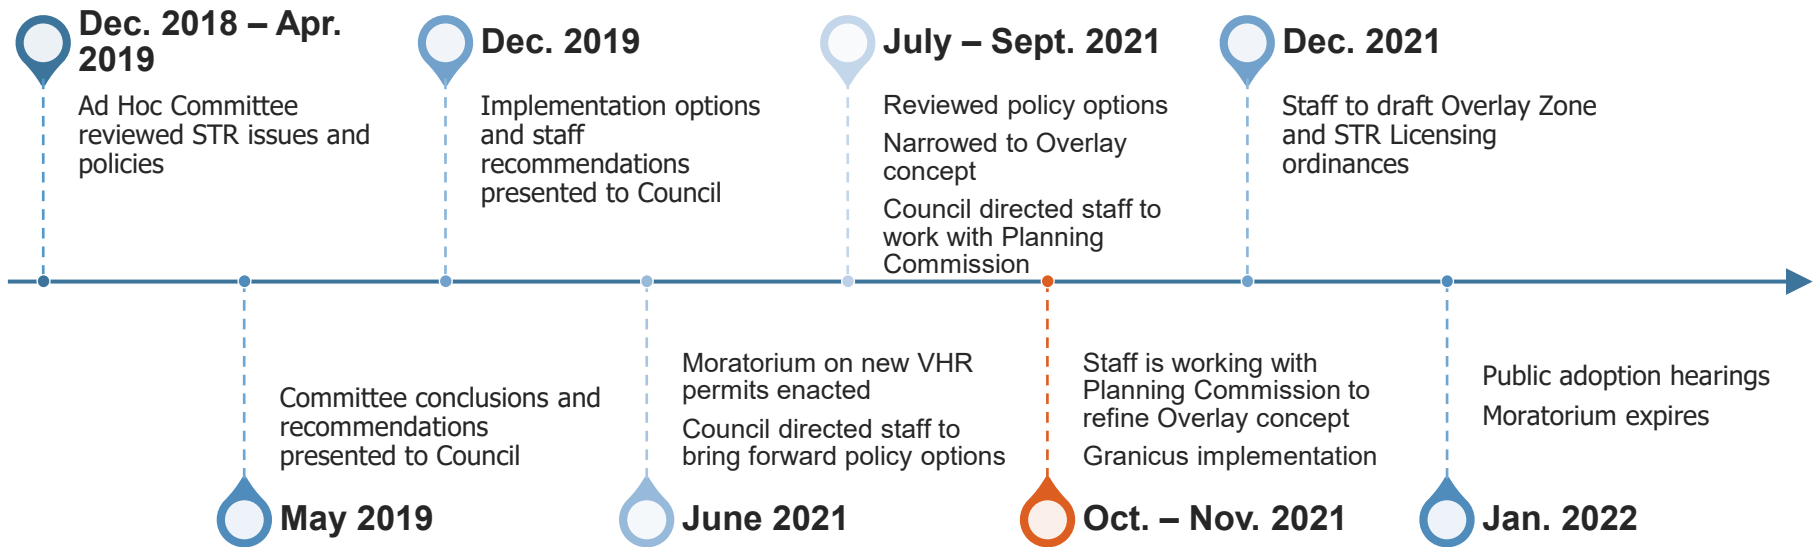 Dec. 2018 – Apr.
2019
Ad Hoc Committee
reviewed STR issues and
policies
May 2019
Committee conclusions and
recommendations
presented to Council
Dec. 2019
Implementation options
and staff
recommendations
presented to Council
June 2021
Moratorium on new VHR
permits enacted
Council directed staff to
bring forward policy options
July – Sept. 2021
Reviewed policy options
Narrowed to Overlay
concept
Council directed staff to
work with Planning
Commission
Oct. – Nov. 2021
Staff is working with
Planning Commission to
refine Overlay concept
Granicus implementation
Dec. 2021
Staff to draft Overlay Zone
and STR Licensing
ordinances
Jan. 2022
Public adoption hearings
Moratorium expires